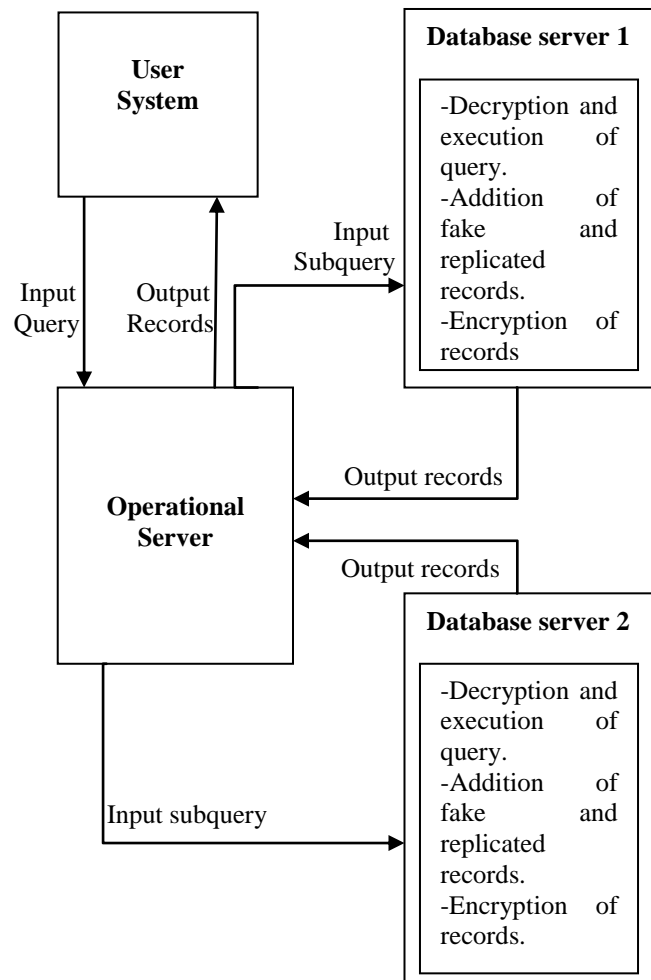 User
System
Input
Query
Output
Records
Input
Subquery
Database server 1
-Decryption and
execution of
query.
-Addition of
fake and
replicated
records.
-Encryption of
records
Operational
Server
Output records
Output records
Input subquery
Database server 2
-Decryption and
execution of
query.
-Addition of
fake and
replicated
records.
-Encryption of
records.